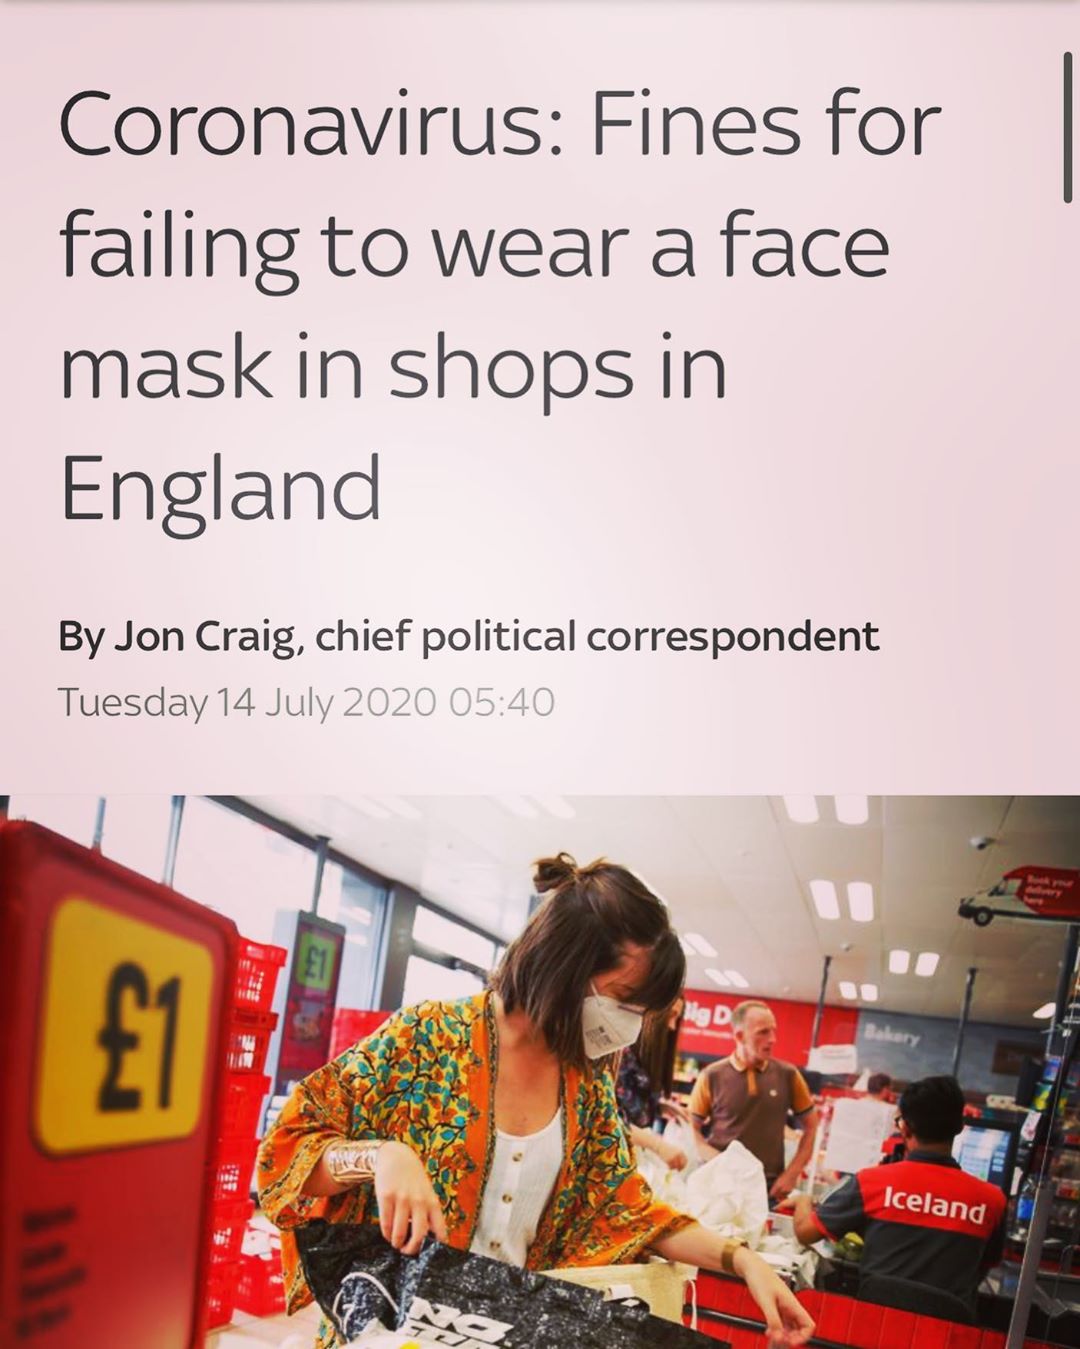 Coronavirus: Fines for
failing to wear a face
mask in shops in
England
By Jon Craig, chief political correspondent
Tuesday 14 July 2020 05:40
£1
£1
Book your
delivery
here
Big D
Bakery
Iceland
NO